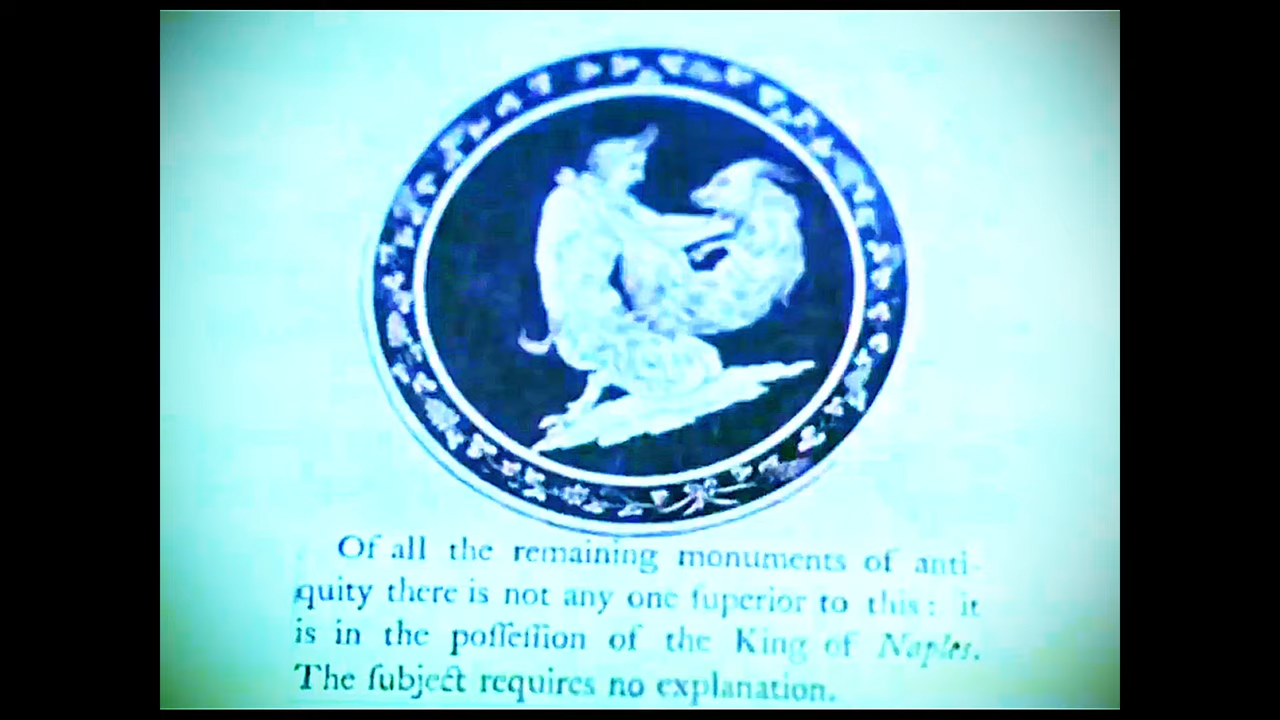 Of all the remaining monuments of anti-
quity there is not any one ſuperior to this: it
is in the poſſeſſion of the King of Naples.
The ſubject requires no explanation.